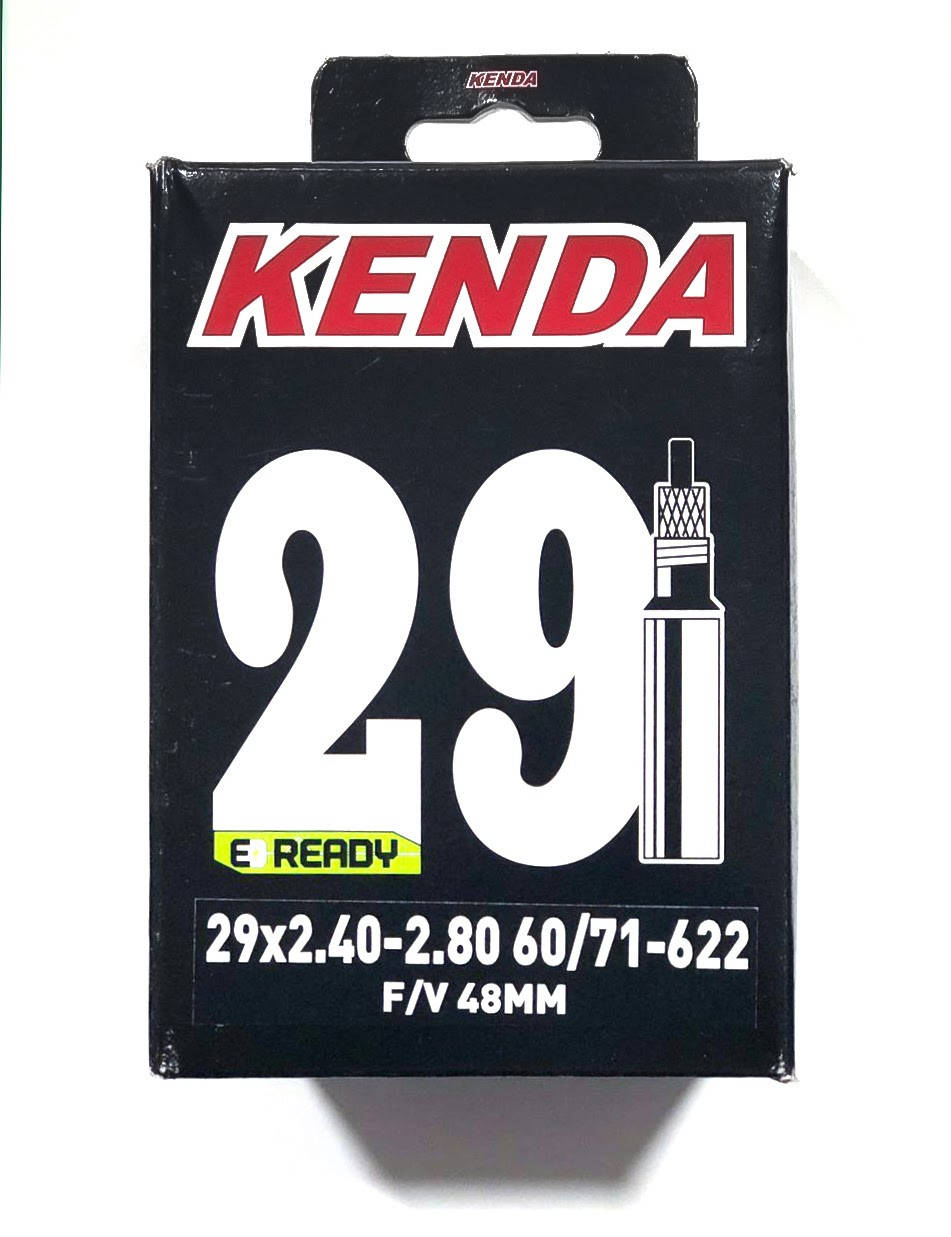 KENDA
KENDA
29
E READY
29x2.40-2.80 60/71-622
F/V 48MM